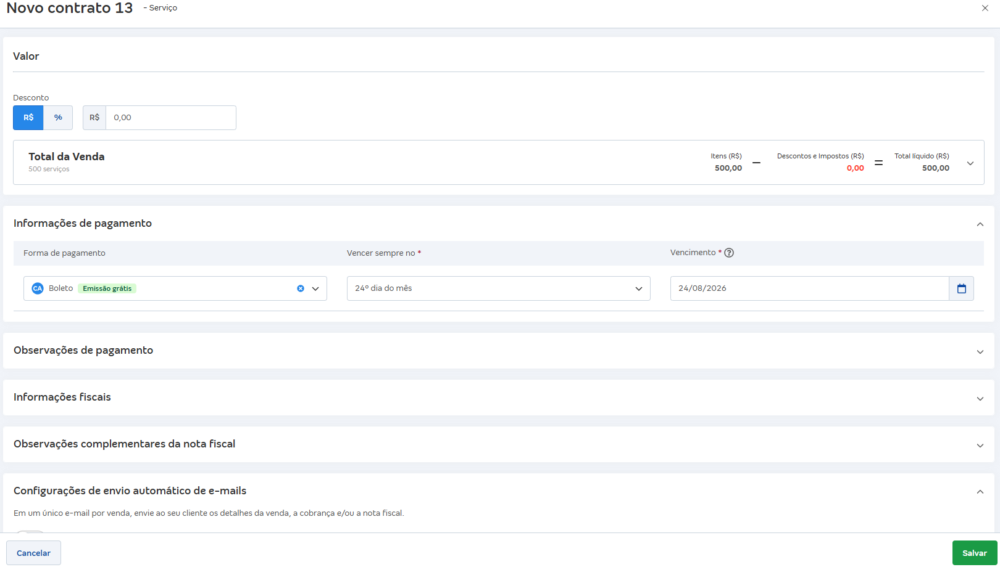 Novo contrato 13 - Serviço
Valor
Desconto
R$ % R$ 0,00
Total da Venda
500 serviços
Itens (R$) Descontos e Impostos (R$) Total líquido (R$)
500,00 − 0,00 = 500,00
Informações de pagamento
Forma de pagamento Vencer sempre no * Vencimento * ?
CA Boleto Emissão grátis 24º dia do mês 24/08/2026
Observações de pagamento
Informações fiscais
Observações complementares da nota fiscal
Configurações de envio automático de e-mails
Em um único e-mail por venda, envie ao seu cliente os detalhes da venda, a cobrança e/ou a nota fiscal.
Cancelar Salvar